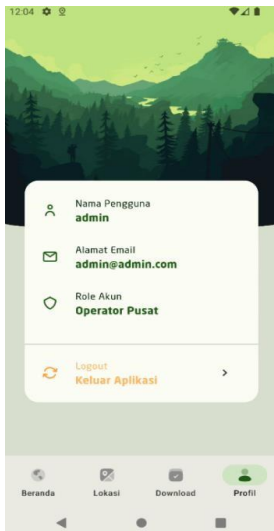 12:04
Nama Pengguna
admin
Alamat Email
admin@admin.com
Role Akun
Operator Pusat
Logout
Keluar Aplikasi
Beranda
Lokasi
Download
Profil